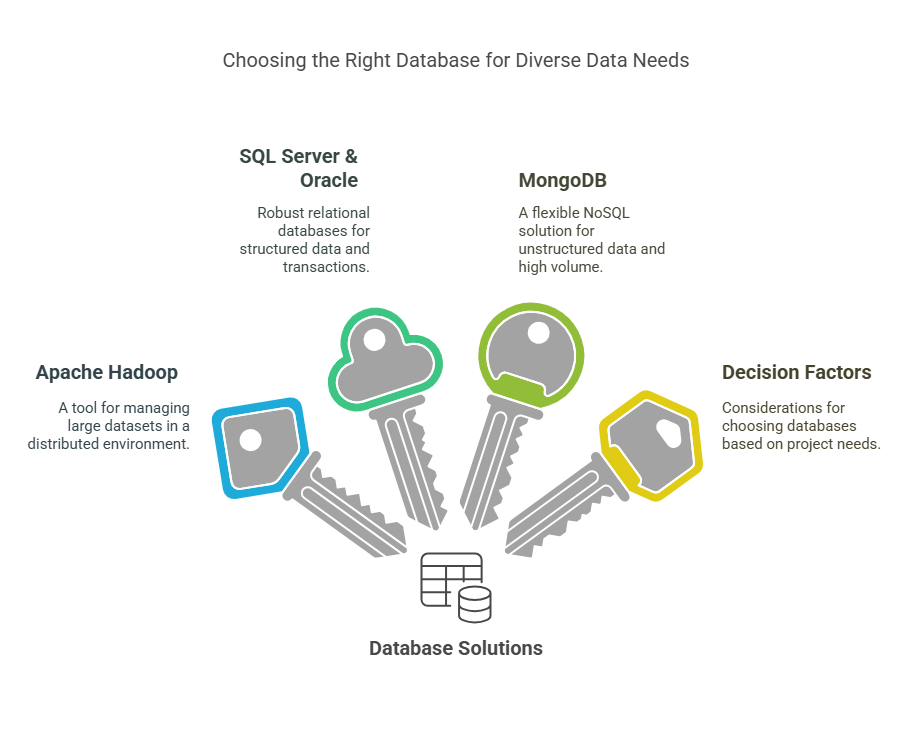 Choosing the Right Database for Diverse Data Needs
SQL Server &
Oracle
Robust relational
databases for
structured data and
transactions.
MongoDB
A flexible NoSQL
solution for
unstructured data and
high volume.
Apache Hadoop
A tool for managing
large datasets in a
distributed environment.
Decision Factors
Considerations for
choosing databases
based on project needs.
Database Solutions